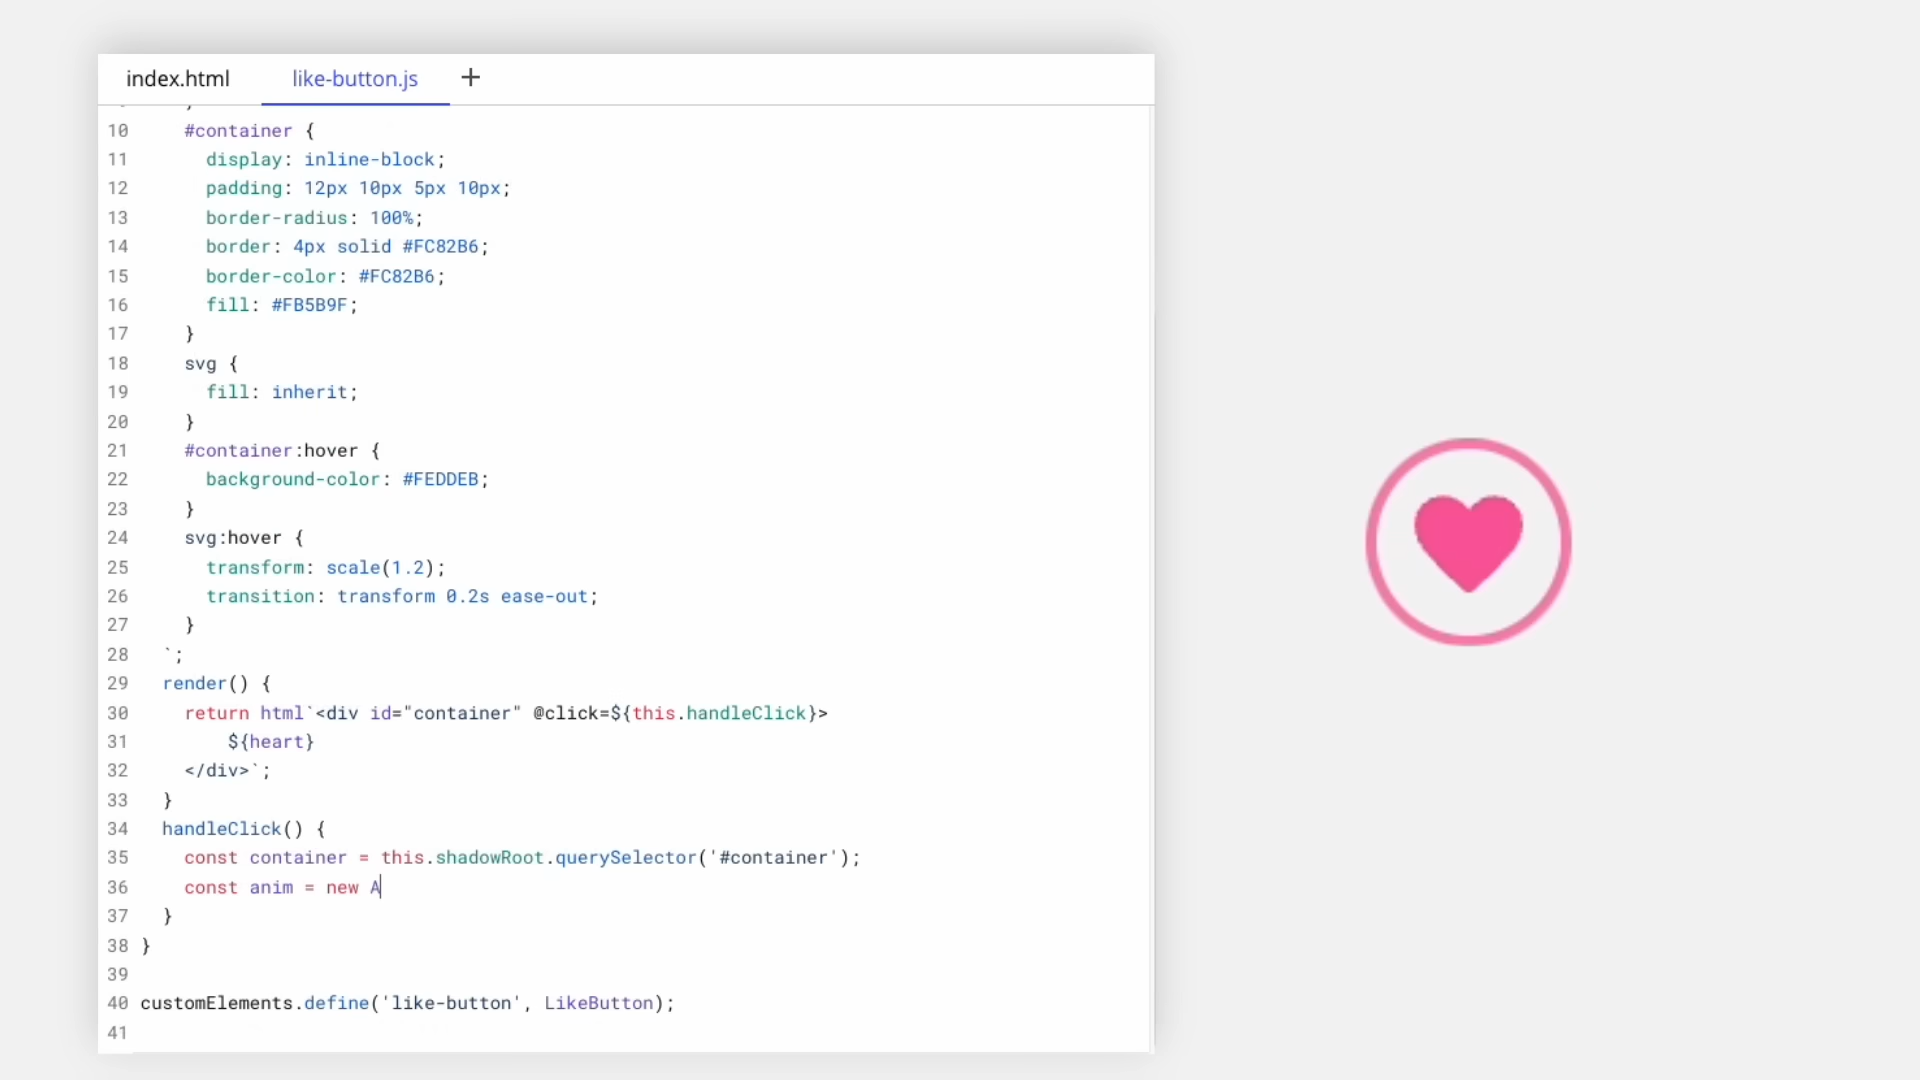 index.html like-button.js +
10 #container {
11 display: inline-block;
12 padding: 12px 10px 5px 10px;
13 border-radius: 100%;
14 border: 4px solid #FC82B6;
15 border-color: #FC82B6;
16 fill: #FB5B9F;
17 }
18 svg {
19 fill: inherit;
20 }
21 #container:hover {
22 background-color: #FEDDEB;
23 }
24 svg:hover {
25 transform: scale(1.2);
26 transition: transform 0.2s ease-out;
27 }
28 `;
29 render() {
30 return html`<div id="container" @click=${this.handleClick}>
31 ${heart}
32 </div>`;
33 }
34 handleClick() {
35 const container = this.shadowRoot.querySelector('#container');
36 const anim = new A
37 }
38 }
39
40 customElements.define('like-button', LikeButton);
41